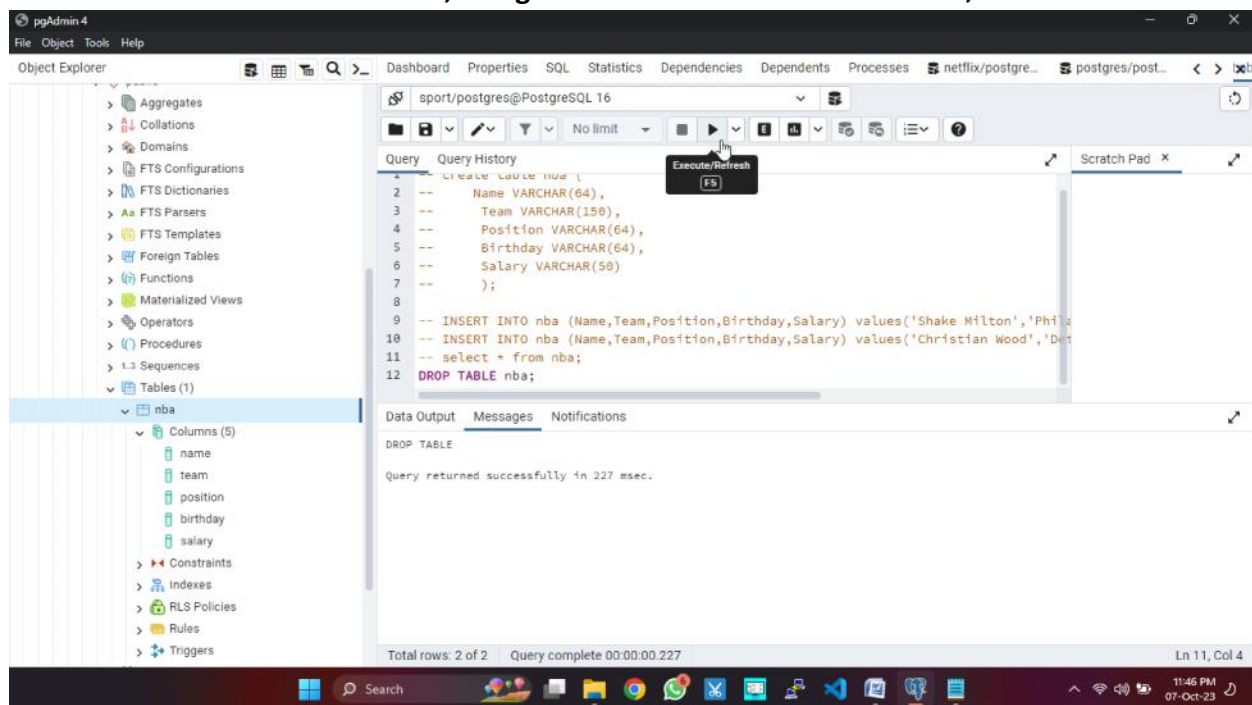 pgAdmin 4
File Object Tools Help
Object Explorer
Dashboard Properties SQL Statistics Dependencies Dependents Processes netflix/postgre... postgres/post...
public
Aggregates
Collations
Domains
FTS Configurations
FTS Dictionaries
FTS Parsers
FTS Templates
Foreign Tables
Functions
Materialized Views
Operators
Procedures
1..3 Sequences
Tables (1)
nba
Columns (5)
name
team
position
birthday
salary
Constraints
Indexes
RLS Policies
Rules
Triggers
sport/postgres@PostgreSQL 16
No limit
Query Query History
Execute/Refresh
F5
Scratch Pad
1 -- create table nba (
2 -- Name VARCHAR(64),
3 -- Team VARCHAR(150),
4 -- Position VARCHAR(64),
5 -- Birthday VARCHAR(64),
6 -- Salary VARCHAR(50)
7 -- );
8
9 -- INSERT INTO nba (Name,Team,Position,Birthday,Salary) values('Shake Milton','Phila
10 -- INSERT INTO nba (Name,Team,Position,Birthday,Salary) values('Christian Wood','Det
11 -- select * from nba;
12 DROP TABLE nba;
Data Output Messages Notifications
DROP TABLE
Query returned successfully in 227 msec.
Total rows: 2 of 2 Query complete 00:00:00.227
Ln 11, Col 4
Search
11:46 PM
07-Oct-23